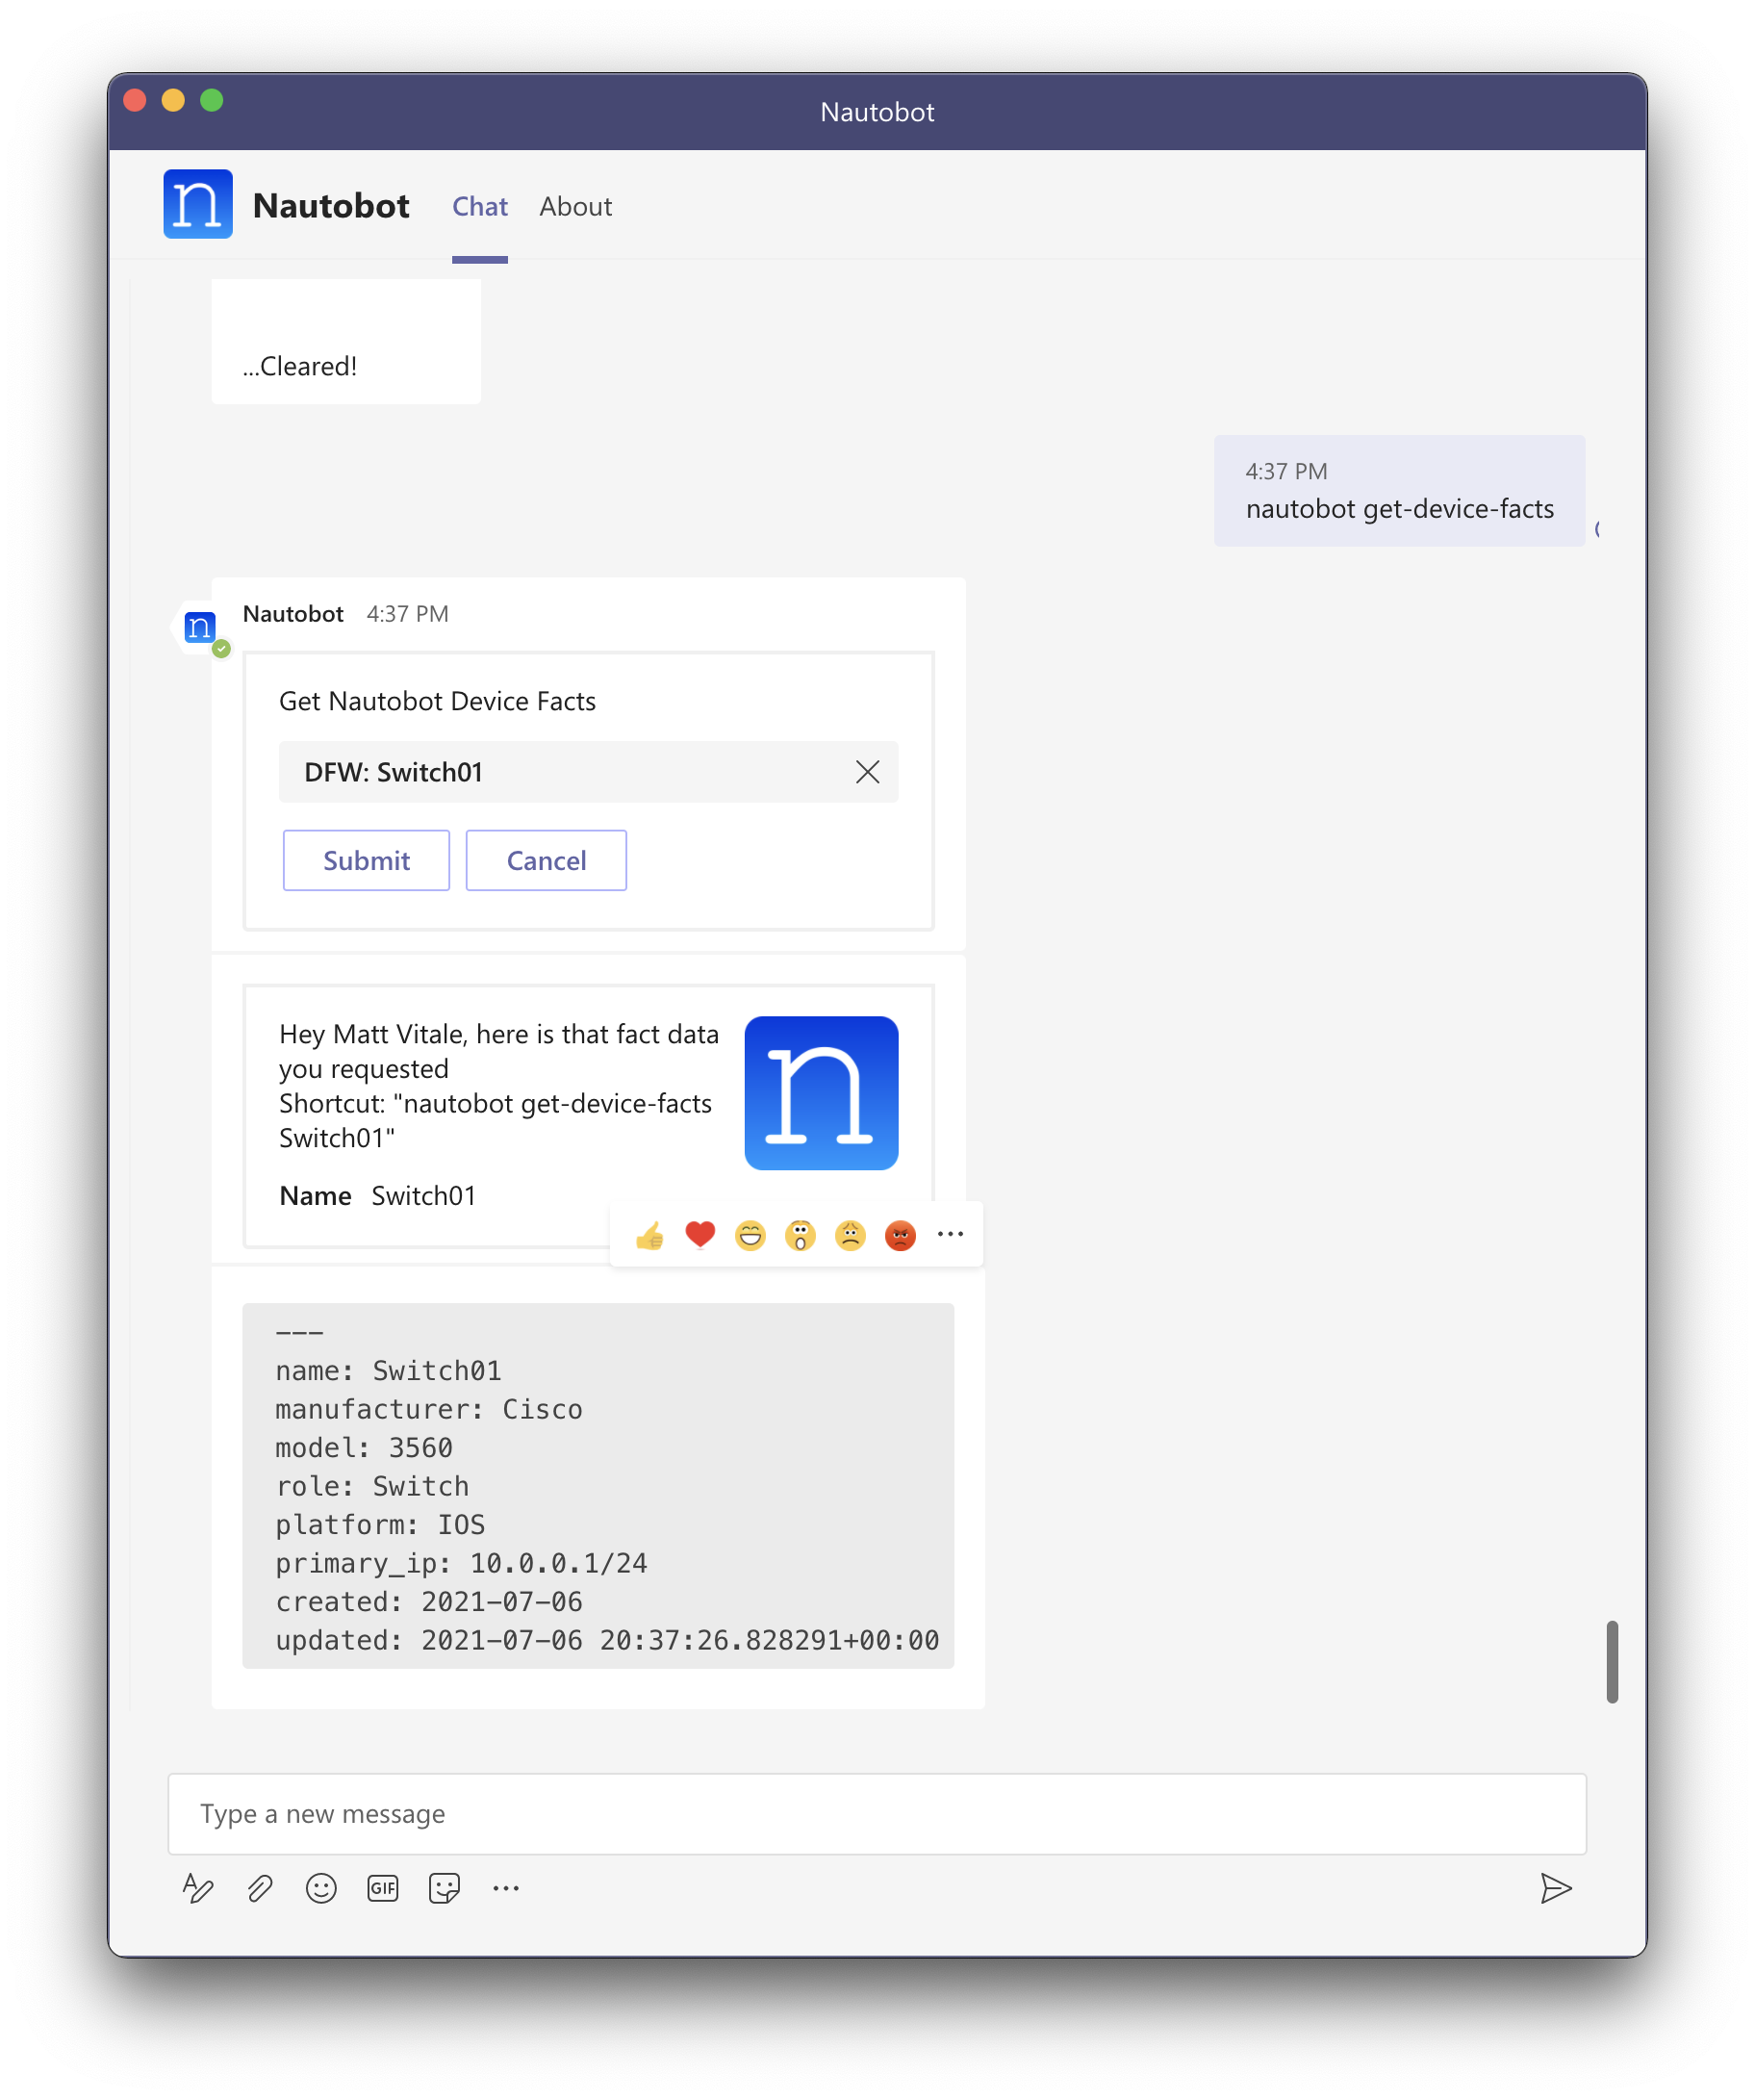 Nautobot
n
Nautobot Chat About
...Cleared!
4:37 PM
nautobot get-device-facts
n
Nautobot 4:37 PM
Get Nautobot Device Facts
DFW: Switch01
Submit Cancel
Hey Matt Vitale, here is that fact data
you requested
Shortcut: "nautobot get-device-facts
Switch01"
n
Name Switch01
---
name: Switch01
manufacturer: Cisco
model: 3560
role: Switch
platform: IOS
primary_ip: 10.0.0.1/24
created: 2021-07-06
updated: 2021-07-06 20:37:26.828291+00:00
Type a new message
GIF